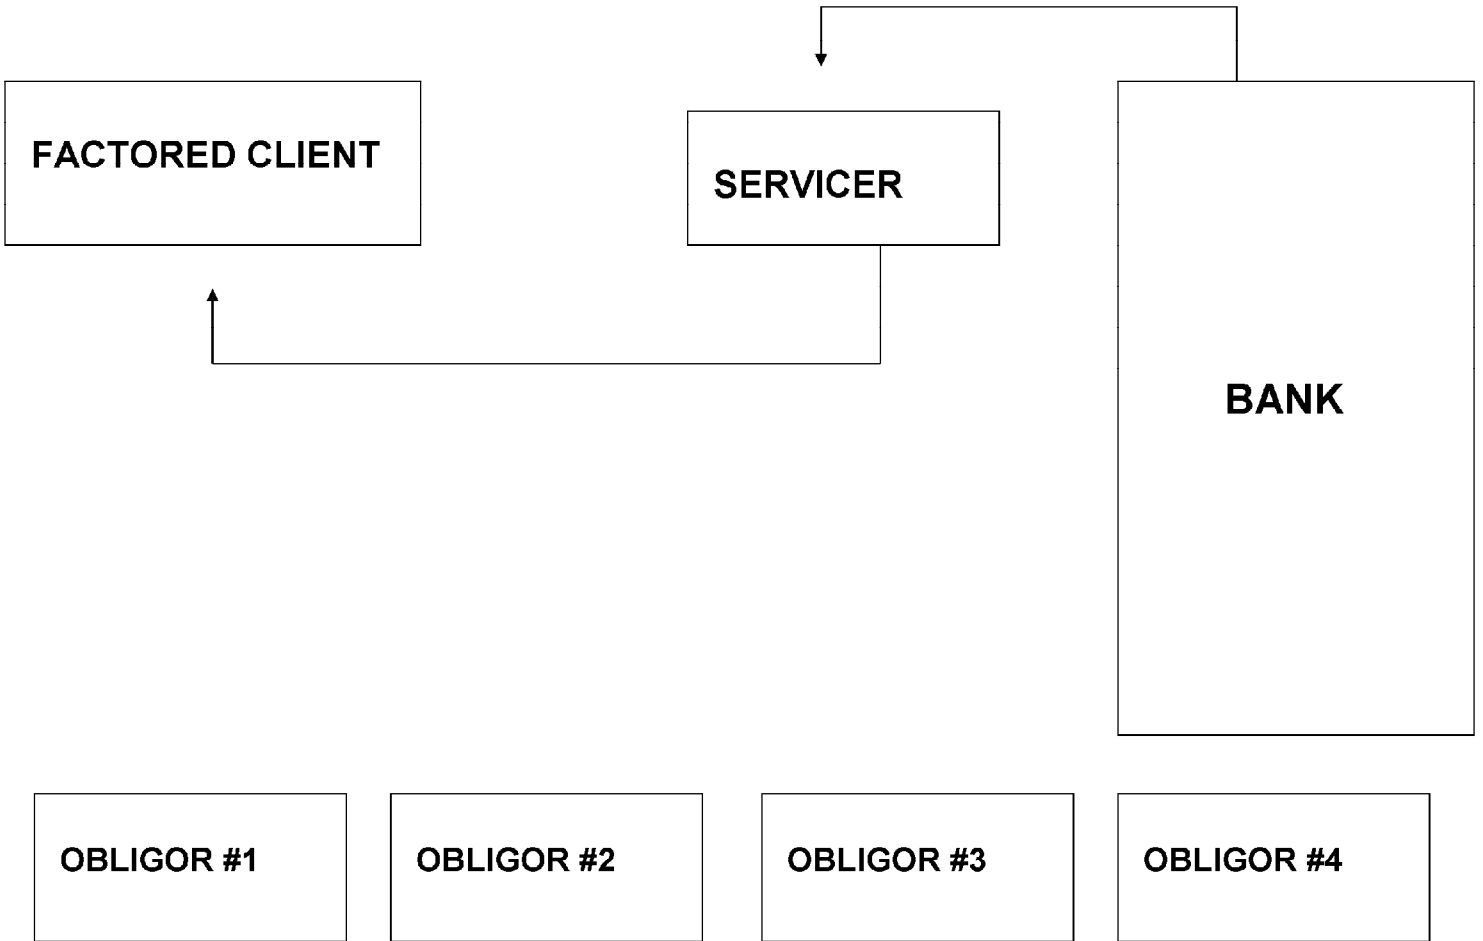 FACTORED CLIENT
SERVICER
BANK
OBLIGOR #1
OBLIGOR #2
OBLIGOR #3
OBLIGOR #4